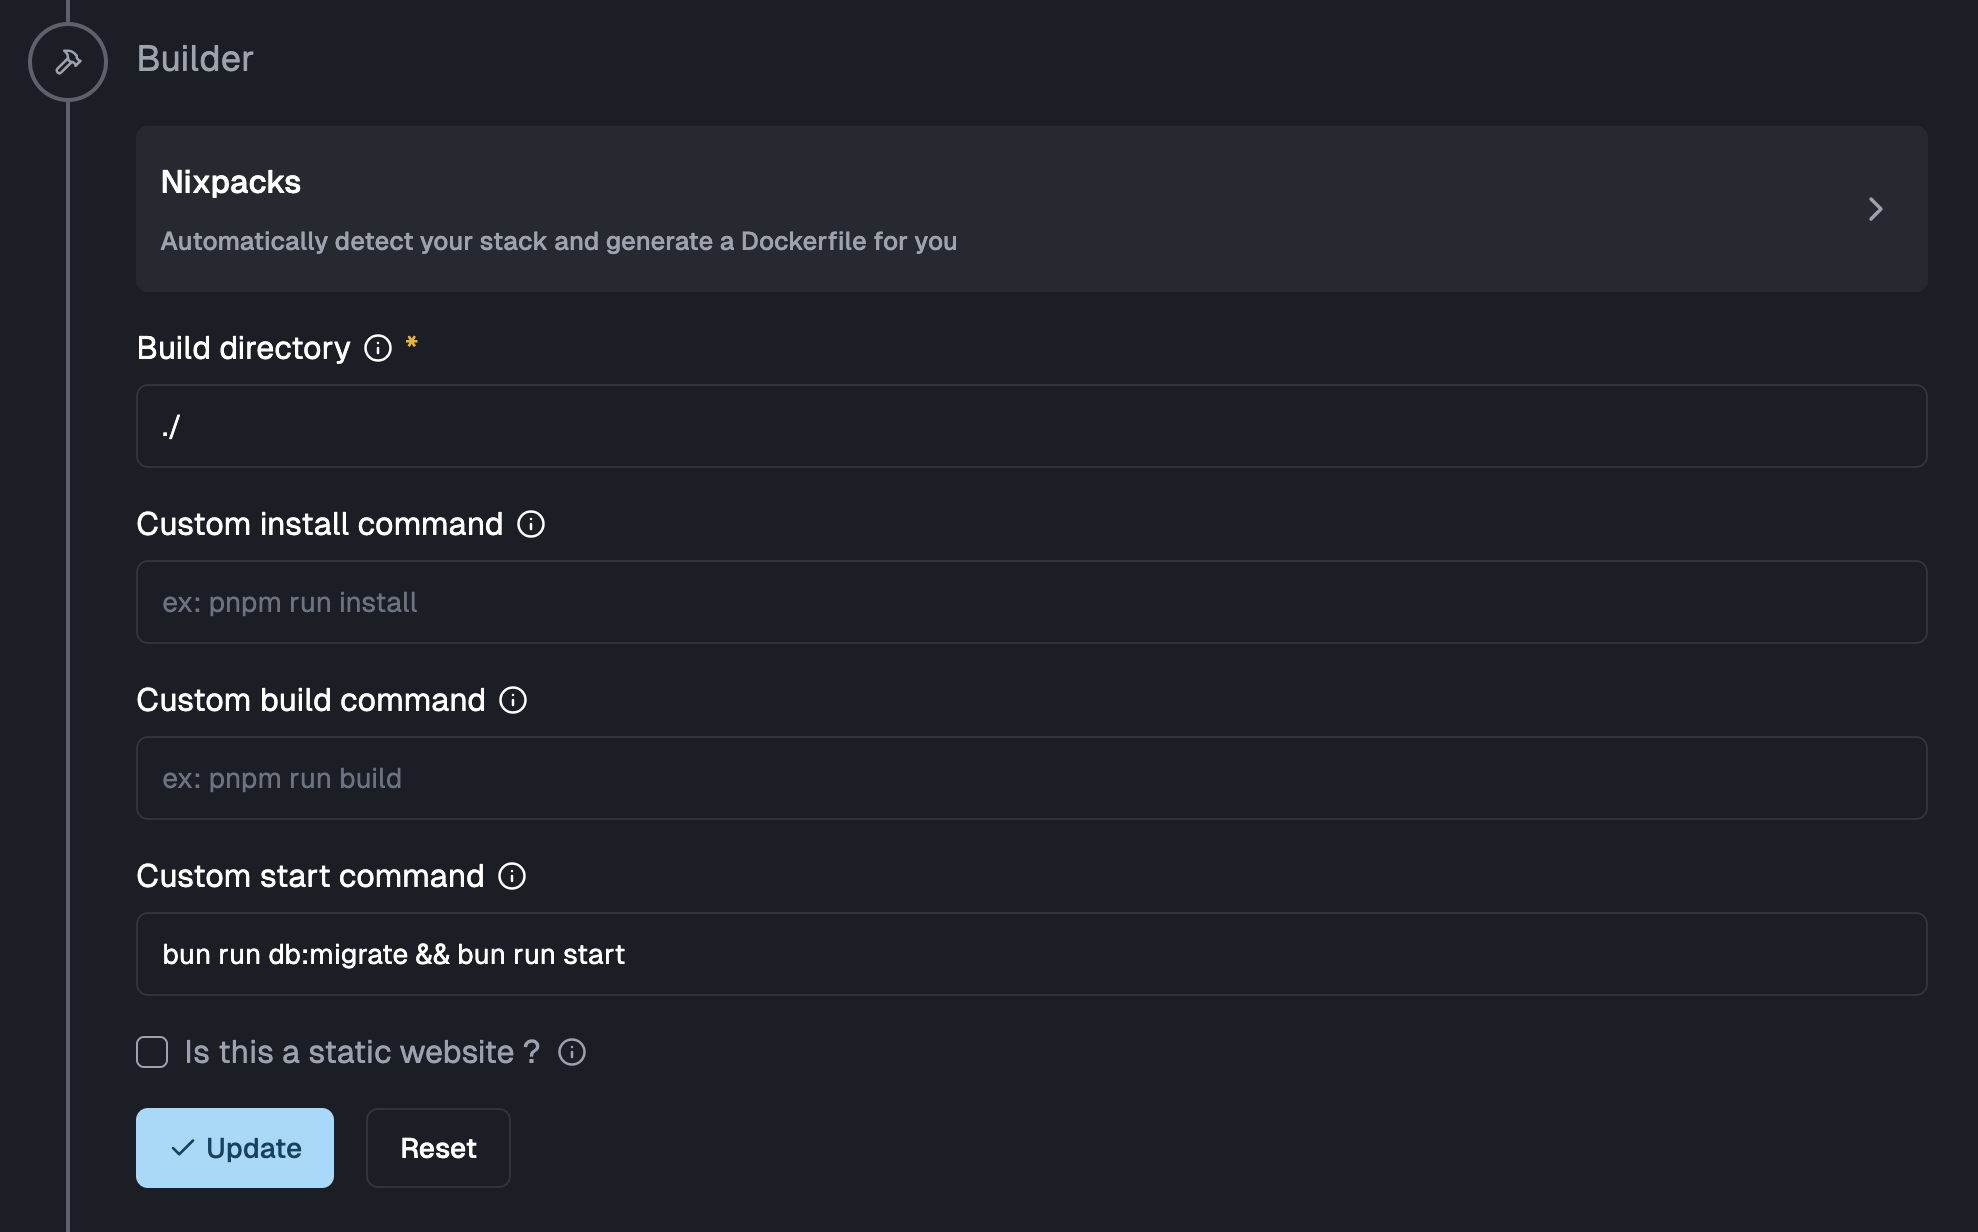 Builder
Nixpacks
Automatically detect your stack and generate a Dockerfile for you
Build directory *
./
Custom install command
ex: pnpm run install
Custom build command
ex: pnpm run build
Custom start command
bun run db:migrate && bun run start
Is this a static website ?
Update
Reset